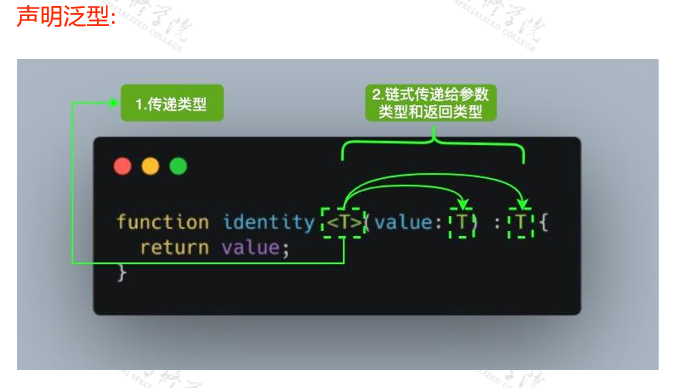 声明泛型:
1.传递类型
2.链式传递给参数
类型和返回类型
function identity <T>(value: T) : T {
return value;
}